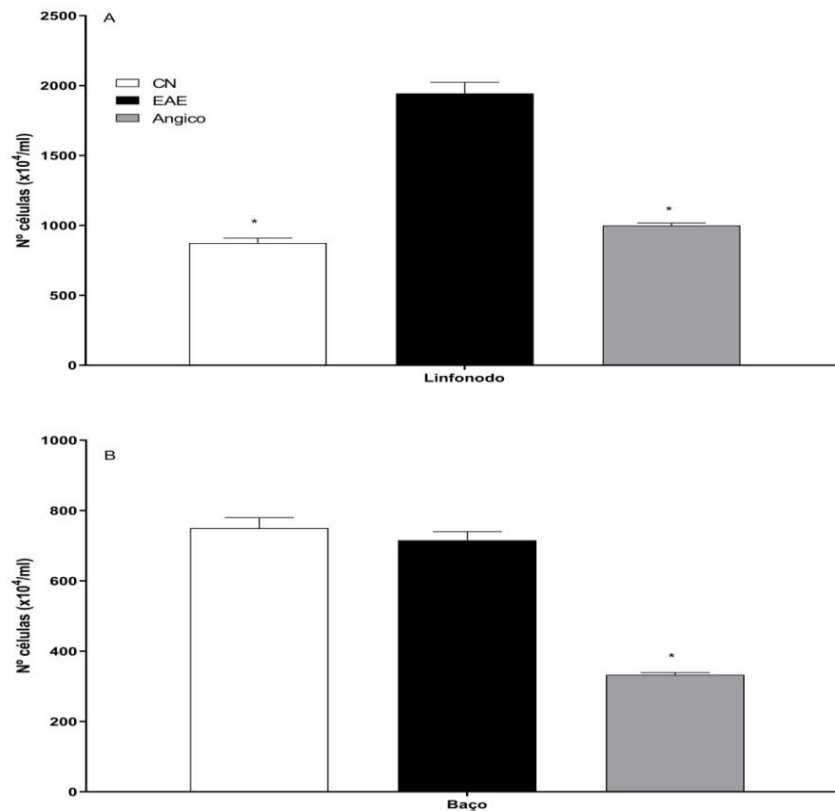 A
2500
2000
1500
1000
500
0
Nº células (x10⁴/ml)
CN
EAE
Angico
*
*
Linfonodo
B
1000
800
600
400
200
0
Nº células (x10⁴/ml)
*
Baço